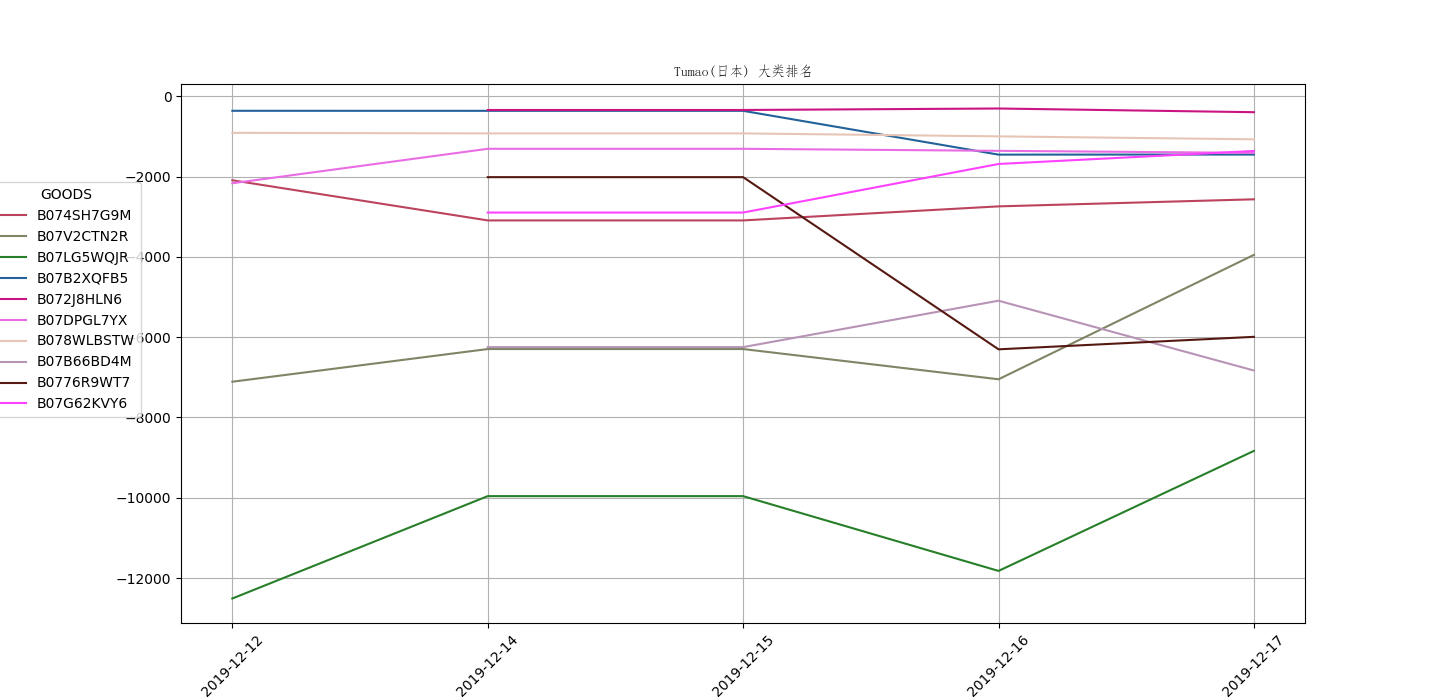 Tumao(日本) 大类排名
0
−2000
−4000
−6000
−8000
−10000
−12000
GOODS
B074SH7G9M
B07V2CTN2R
B07LG5WQJR
B07B2XQFB5
B072J8HLN6
B07DPGL7YX
B078WLBSTW
B07B66BD4M
B0776R9WT7
B07G62KVY6
2019-12-12
2019-12-14
2019-12-15
2019-12-16
2019-12-17